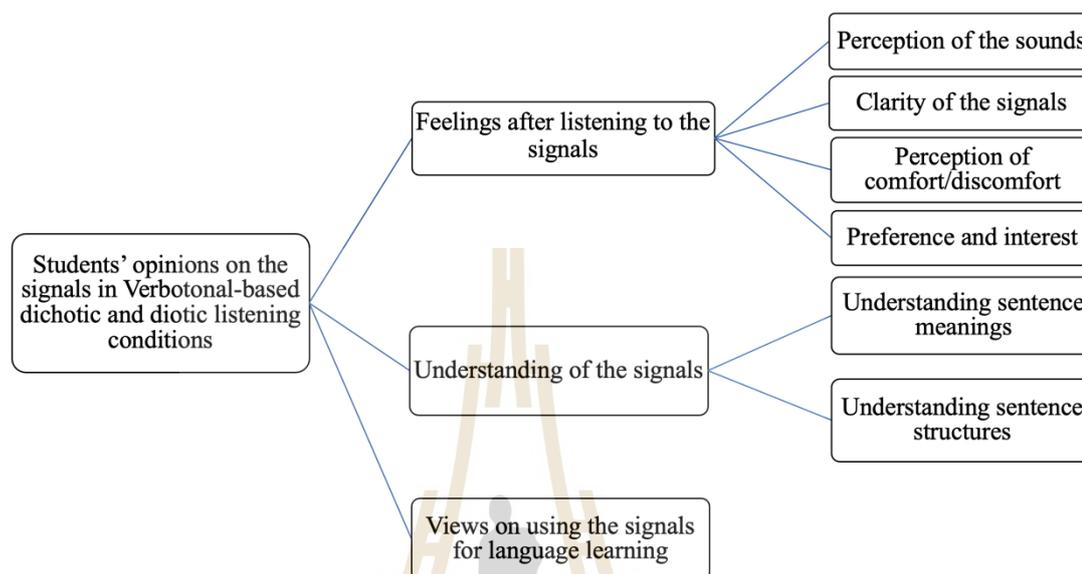 Students’ opinions on the
signals in Verbotonal-based
dichotic and diotic listening
conditions
Feelings after listening to the
signals
Perception of the sounds
Clarity of the signals
Perception of
comfort/discomfort
Preference and interest
Understanding of the signals
Understanding sentence
meanings
Understanding sentence
structures
Views on using the signals
for language learning